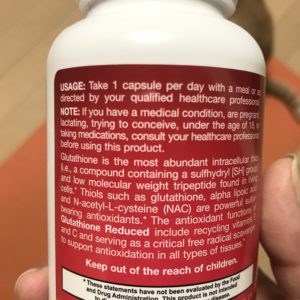 USAGE: Take 1 capsule per day with a meal or as
directed by your qualified healthcare professional.
NOTE: If you have a medical condition, are pregnant,
lactating, trying to conceive, under the age of 18, or
taking medications, consult your healthcare professional
before using this product.
Glutathione is the most abundant intracellular thiol
(i.e., a compound containing a sulfhydryl [SH] group)
and low molecular weight tripeptide found in living
cells.* Thiols such as glutathione, alpha lipoic acid
and N-acetyl-L-cysteine (NAC) are powerful sulfur-
bearing antioxidants.* The antioxidant functions of
Glutathione Reduced include recycling vitamins E
and C and serving as a critical free radical scavenger
to support antioxidation in all types of tissues.*
Keep out of the reach of children.
* These statements have not been evaluated by the Food
and Drug Administration. This product is not intended
disease.